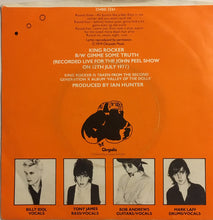 CHRS 2261
KING ROCKER
B/W GIMME SOME TRUTH
(RECORDED LIVE FOR THE JOHN PEEL SHOW
ON 12TH JULY 1977)
KING ROCKER IS TAKEN FROM THE SECOND
GENERATION X ALBUM "VALLEY OF THE DOLLS"
PRODUCED BY IAN HUNTER
Chrysalis
BILLY IDOL
VOCALS
TONY JAMES
BASS/VOCALS
BOB ANDREWS
GUITARS/VOCALS
MARK LAFF
DRUMS/VOCALS